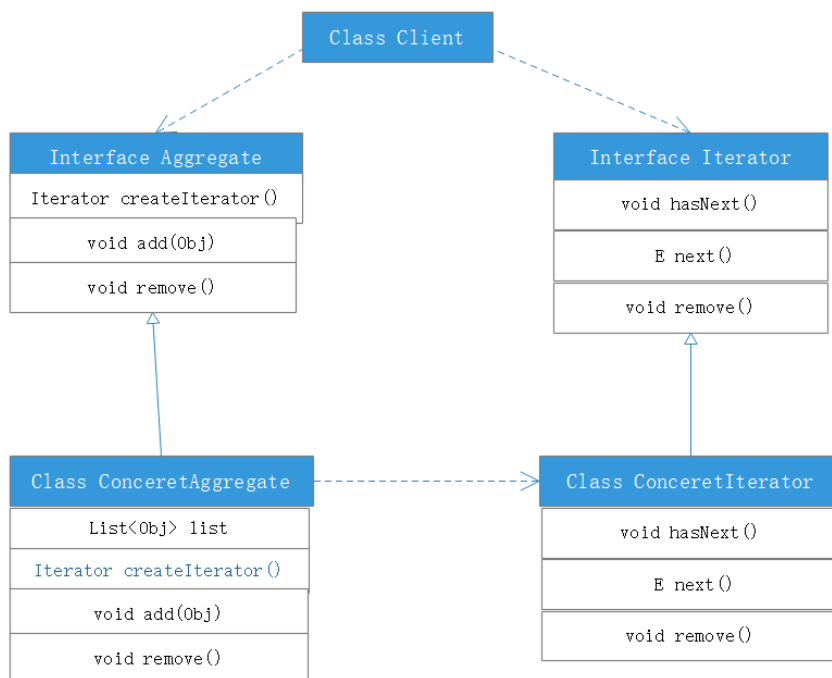 Class Client
Interface Aggregate
Iterator createIterator()
void add(Obj)
void remove()
Interface Iterator
void hasNext()
E next()
void remove()
Class ConceretAggregate
List<Obj> list
Iterator createIterator()
void add(Obj)
void remove()
Class ConceretIterator
void hasNext()
E next()
void remove()